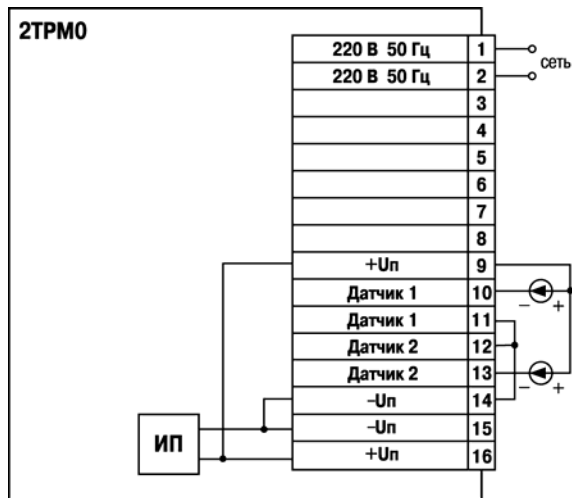 2ТРМ0
220 В 50 Гц 1
220 В 50 Гц 2
сеть
3
4
5
6
7
8
+Uп 9
Датчик 1 10 − +
Датчик 1 11
Датчик 2 12
Датчик 2 13 − +
−Uп 14
−Uп 15
+Uп 16
ИП